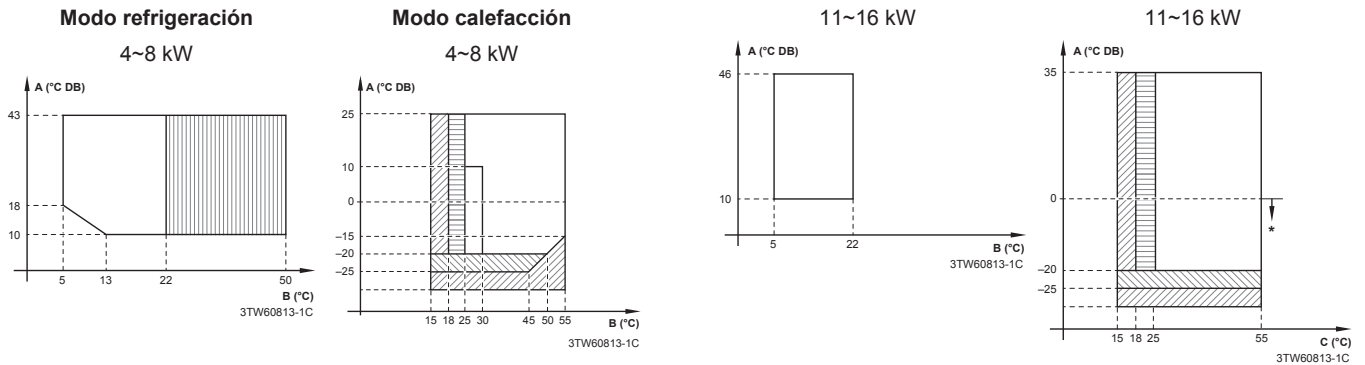 Modo refrigeración
4~8 kW
A (°C DB)
43
18
10
5 13 22 50
B (°C)
3TW60813-1C
Modo calefacción
4~8 kW
A (°C DB)
25
10
0
–15
–20
–25
15 18 25 30 45 50 55
B (°C)
3TW60813-1C
11~16 kW
A (°C DB)
46
10
5 22
B (°C)
3TW60813-1C
11~16 kW
A (°C DB)
35
0
*
–20
–25
15 18 25 55
C (°C)
3TW60813-1C